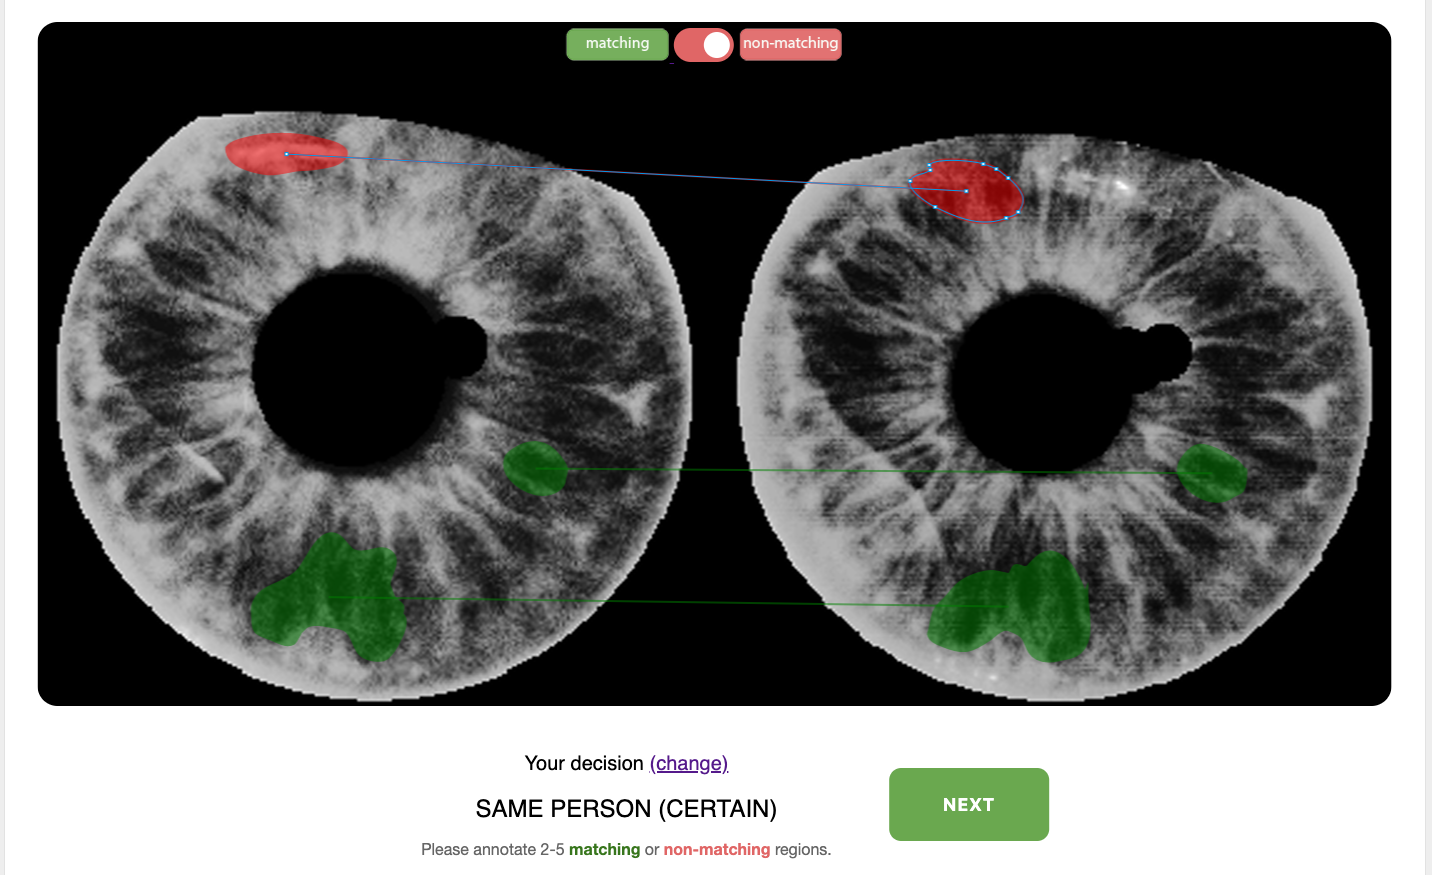 matching
non-matching
Your decision (change)
SAME PERSON (CERTAIN)
NEXT
Please annotate 2-5 matching or non-matching regions.